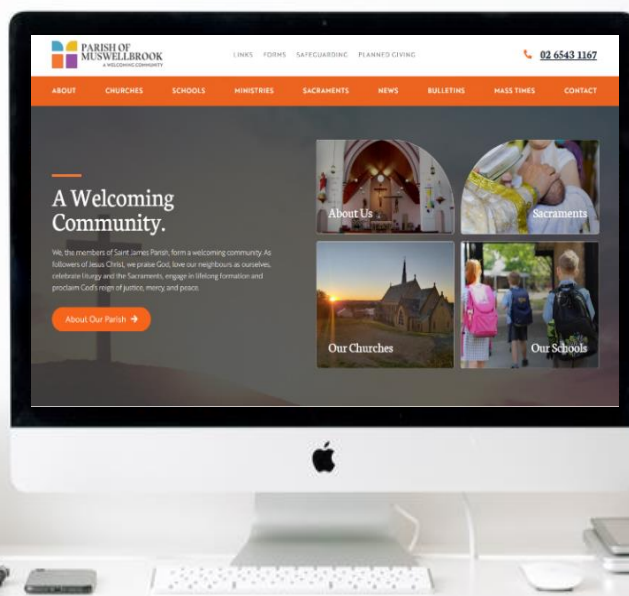 PARISH OF
MUSWELLBROOK
A WELCOMING COMMUNITY
LINKS FORMS SAFEGUARDING PLANNED GIVING
02 6543 1167
ABOUT CHURCHES SCHOOLS MINISTRIES SACRAMENTS NEWS BULLETINS MASS TIMES CONTACT
A Welcoming
Community.
We, the members of Saint James Parish, form a welcoming community. As
followers of Jesus Christ, we praise God, love our neighbours as ourselves,
celebrate liturgy and the Sacraments, engage in lifelong formation and
proclaim God's reign of justice, mercy, and peace.
About Our Parish →
About Us
Sacraments
Our Churches
Our Schools